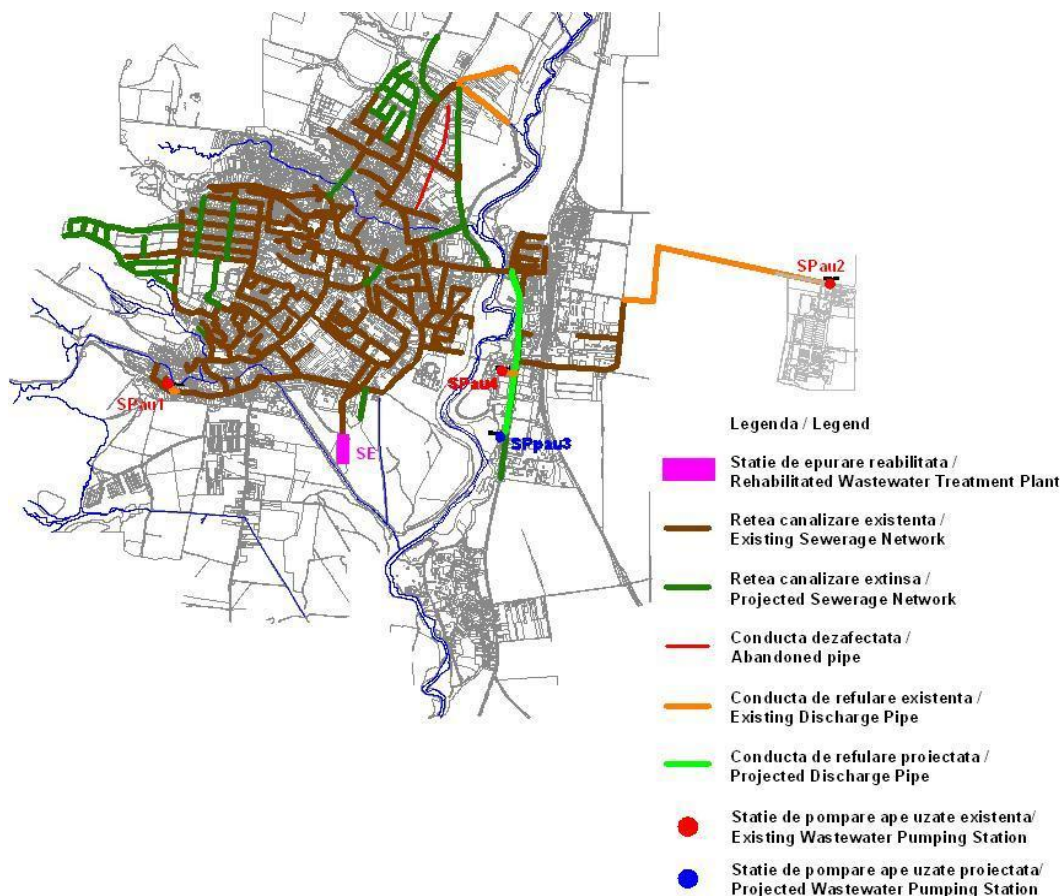 SPau2
SPau4
SPau1
SPpau3
SE
Legenda / Legend
Statie de epurare reabilitata /
Rehabilitated Wastewater Treatment Plant
Retea canalizare existenta /
Existing Sewerage Network
Retea canalizare extinsa /
Projected Sewerage Network
Conducta dezafectata /
Abandoned pipe
Conducta de refulare existenta /
Existing Discharge Pipe
Conducta de refulare proiectata /
Projected Discharge Pipe
Statie de pompare ape uzate existenta/
Existing Wastewater Pumping Station
Statie de pompare ape uzate proiectata/
Projected Wastewater Pumping Station